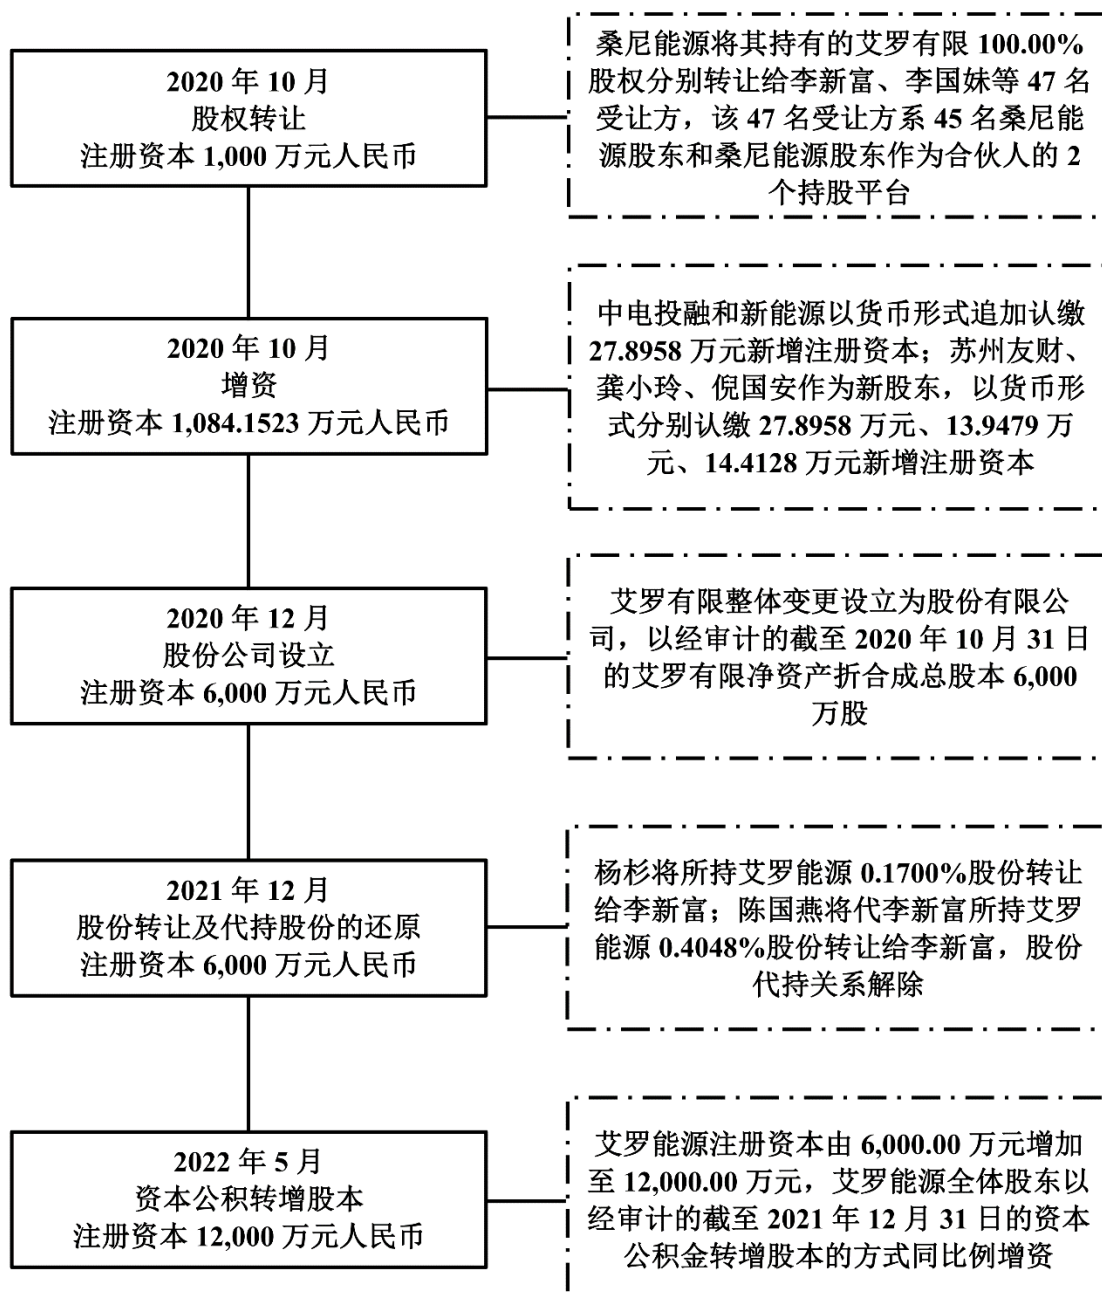 2020 年 10 月
股权转让
注册资本 1,000 万元人民币
桑尼能源将其持有的艾罗有限 100.00%
股权分别转让给李新富、李国妹等 47 名
受让方，该 47 名受让方系 45 名桑尼能
源股东和桑尼能源股东作为合伙人的 2
个持股平台
2020 年 10 月
增资
注册资本 1,084.1523 万元人民币
中电投融和新能源以货币形式追加认缴
27.8958 万元新增注册资本；苏州友财、
龚小玲、倪国安作为新股东，以货币形
式分别认缴 27.8958 万元、13.9479 万
元、14.4128 万元新增注册资本
2020 年 12 月
股份公司设立
注册资本 6,000 万元人民币
艾罗有限整体变更设立为股份有限公
司，以经审计的截至 2020 年 10 月 31 日
的艾罗有限净资产折合成总股本 6,000
万股
2021 年 12 月
股份转让及代持股份的还原
注册资本 6,000 万元人民币
杨杉将所持艾罗能源 0.1700%股份转让
给李新富；陈国燕将代李新富所持艾罗
能源 0.4048%股份转让给李新富，股份
代持关系解除
2022 年 5 月
资本公积转增股本
注册资本 12,000 万元人民币
艾罗能源注册资本由 6,000.00 万元增加
至 12,000.00 万元，艾罗能源全体股东以
经审计的截至 2021 年 12 月 31 日的资本
公积金转增股本的方式同比例增资